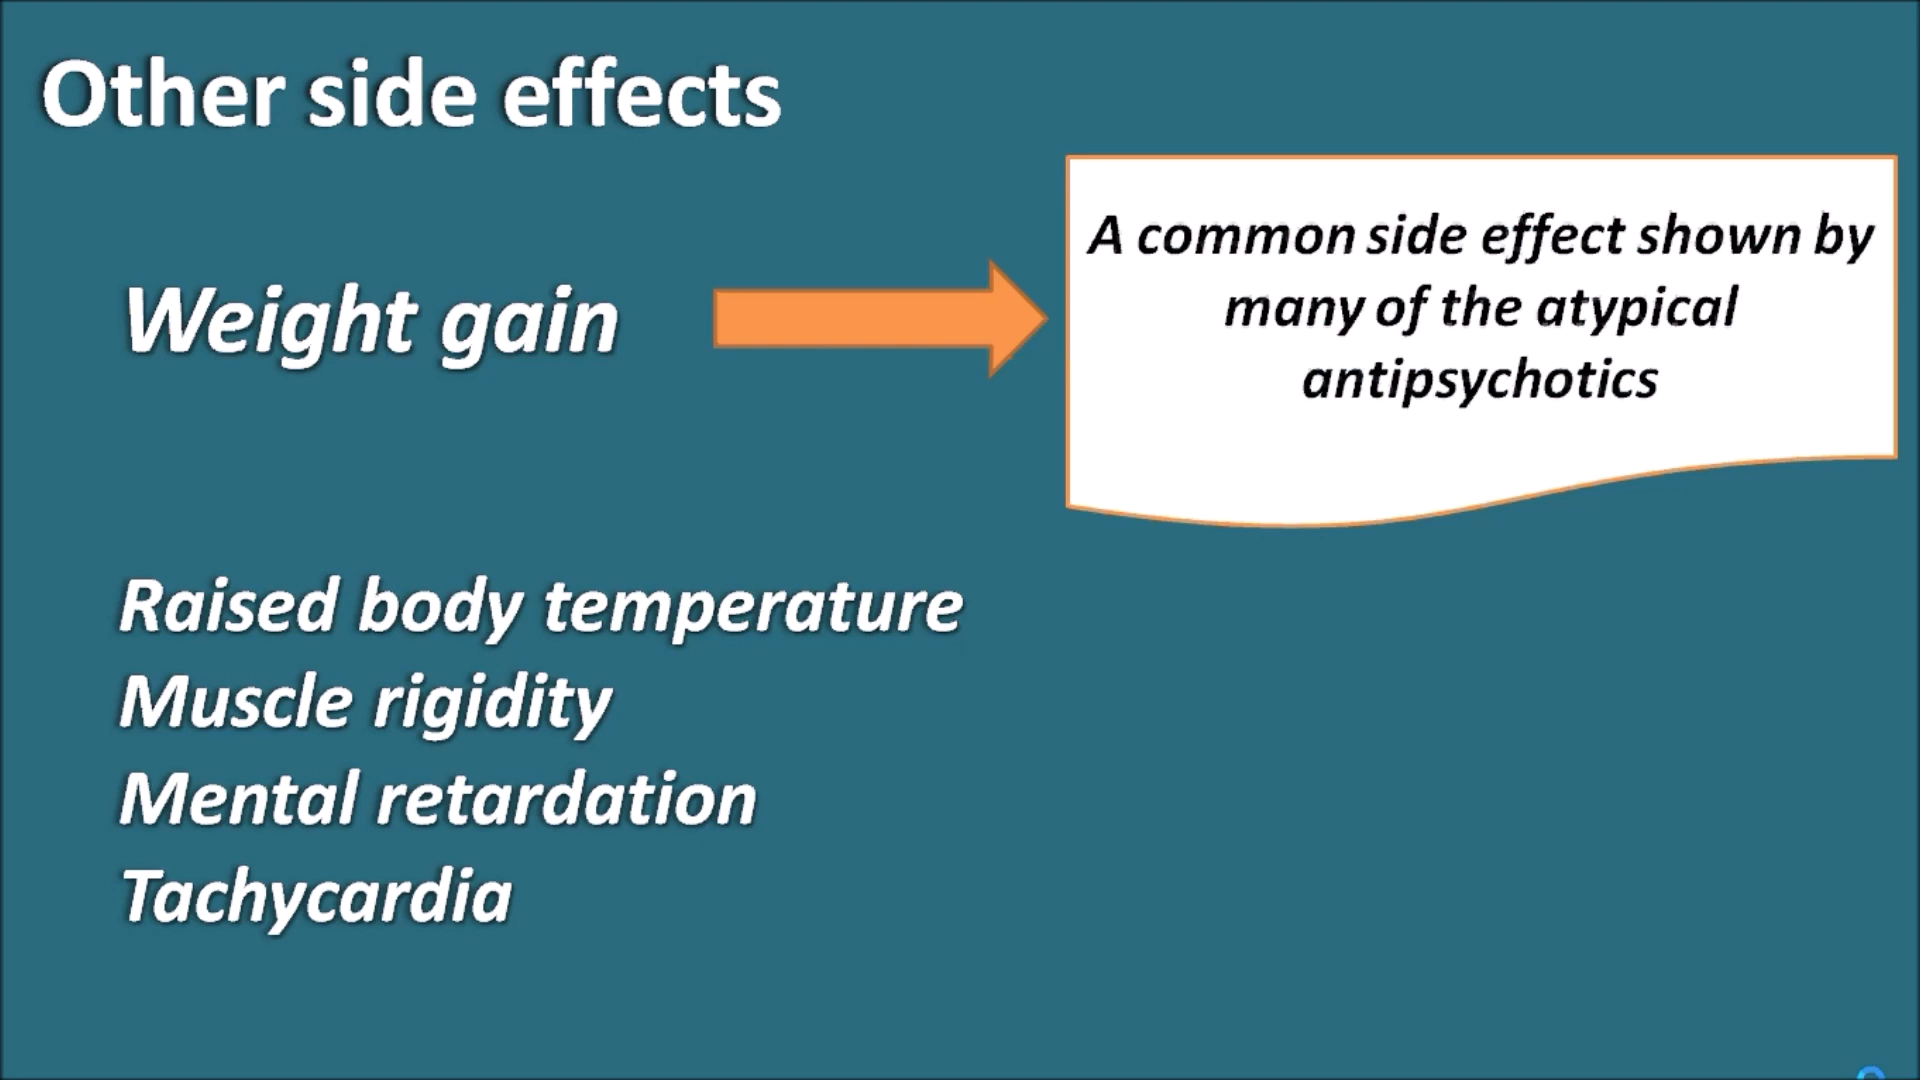 Other side effects
Weight gain
A common side effect shown by
many of the atypical
antipsychotics
Raised body temperature
Muscle rigidity
Mental retardation
Tachycardia